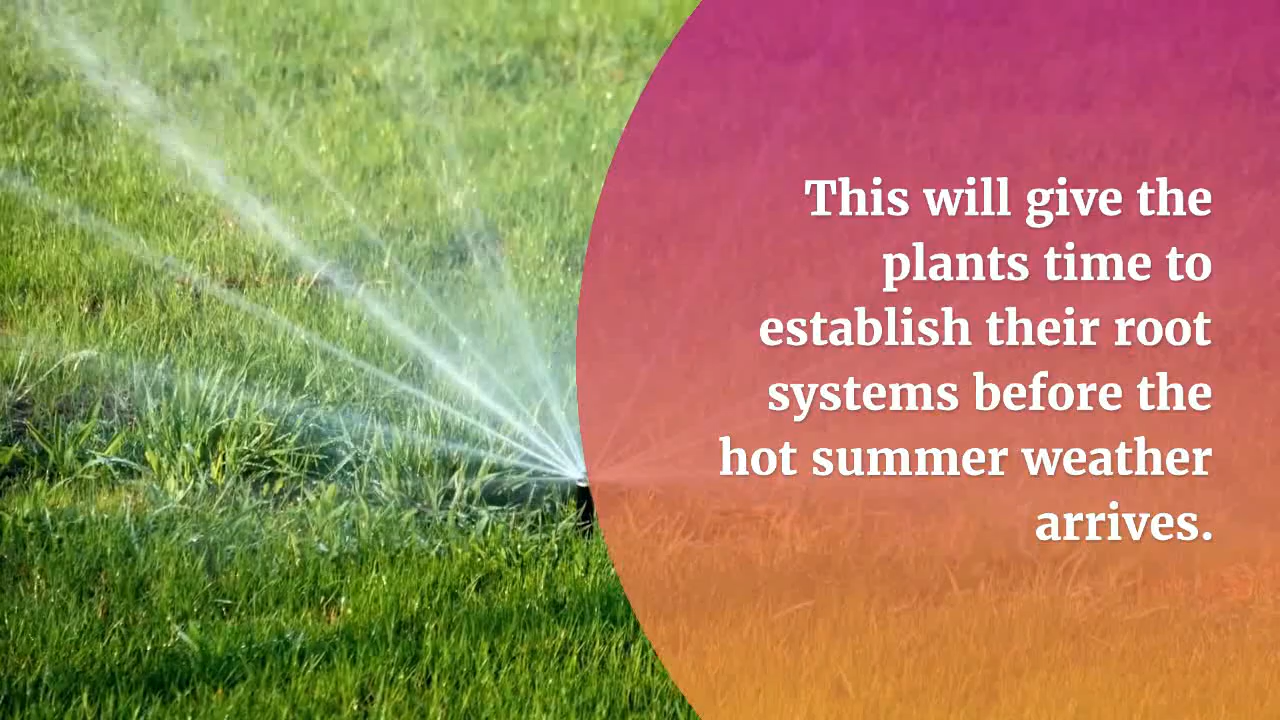 This will give the
plants time to
establish their root
systems before the
hot summer weather
arrives.